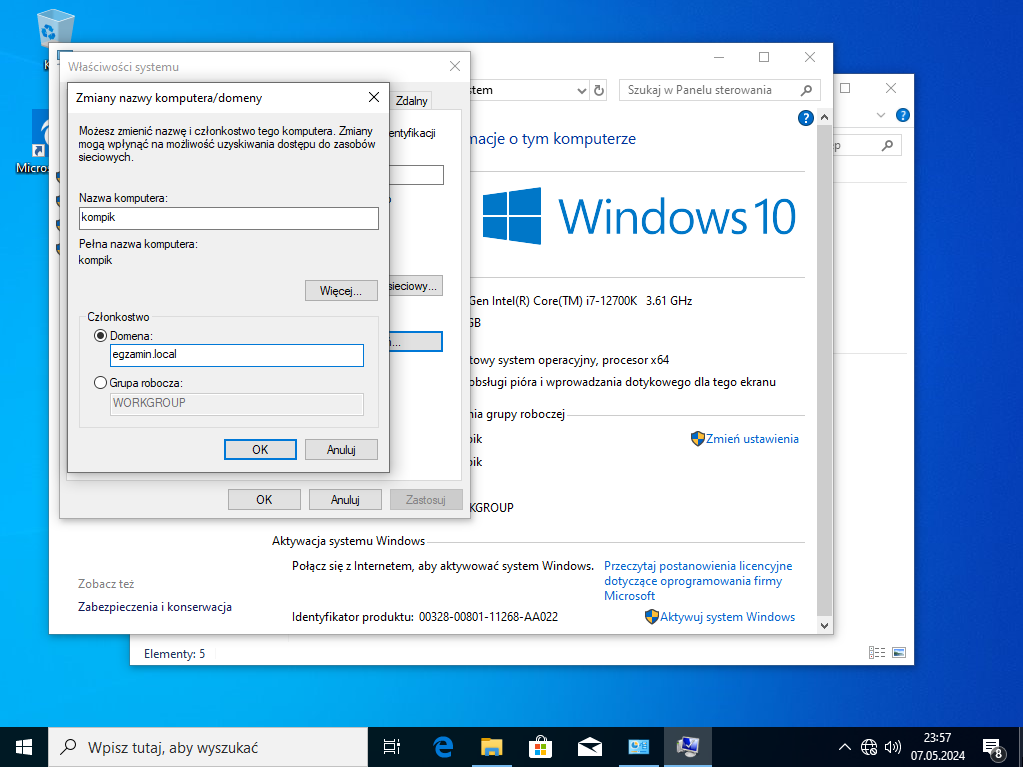 Właściwości systemu
Zmiany nazwy komputera/domeny
Zdalny
Możesz zmienić nazwę i członkostwo tego komputera. Zmiany
mogą wpłynąć na możliwość uzyskiwania dostępu do zasobów
sieciowych.
Nazwa komputera:
kompik
Pełna nazwa komputera:
kompik
Więcej...
Członkostwo
Domena:
egzamin.local
Grupa robocza:
WORKGROUP
OK
Anuluj
entyfikacji
sieciowy...
OK
Anuluj
Zastosuj
stem
Szukaj w Panelu sterowania
macje o tym komputerze
Windows 10
Gen Intel(R) Core(TM) i7-12700K 3.61 GHz
GB
towy system operacyjny, procesor x64
obsługi pióra i wprowadzania dotykowego dla tego ekranu
nia grupy roboczej
pik
Zmień ustawienia
pik
KGROUP
Aktywacja systemu Windows
Połącz się z Internetem, aby aktywować system Windows.
Przeczytaj postanowienia licencyjne
dotyczące oprogramowania firmy
Microsoft
Identyfikator produktu: 00328-00801-11268-AA022
Aktywuj system Windows
Zobacz też
Zabezpieczenia i konserwacja
Elementy: 5
Micros
Wpisz tutaj, aby wyszukać
23:57
07.05.2024
8